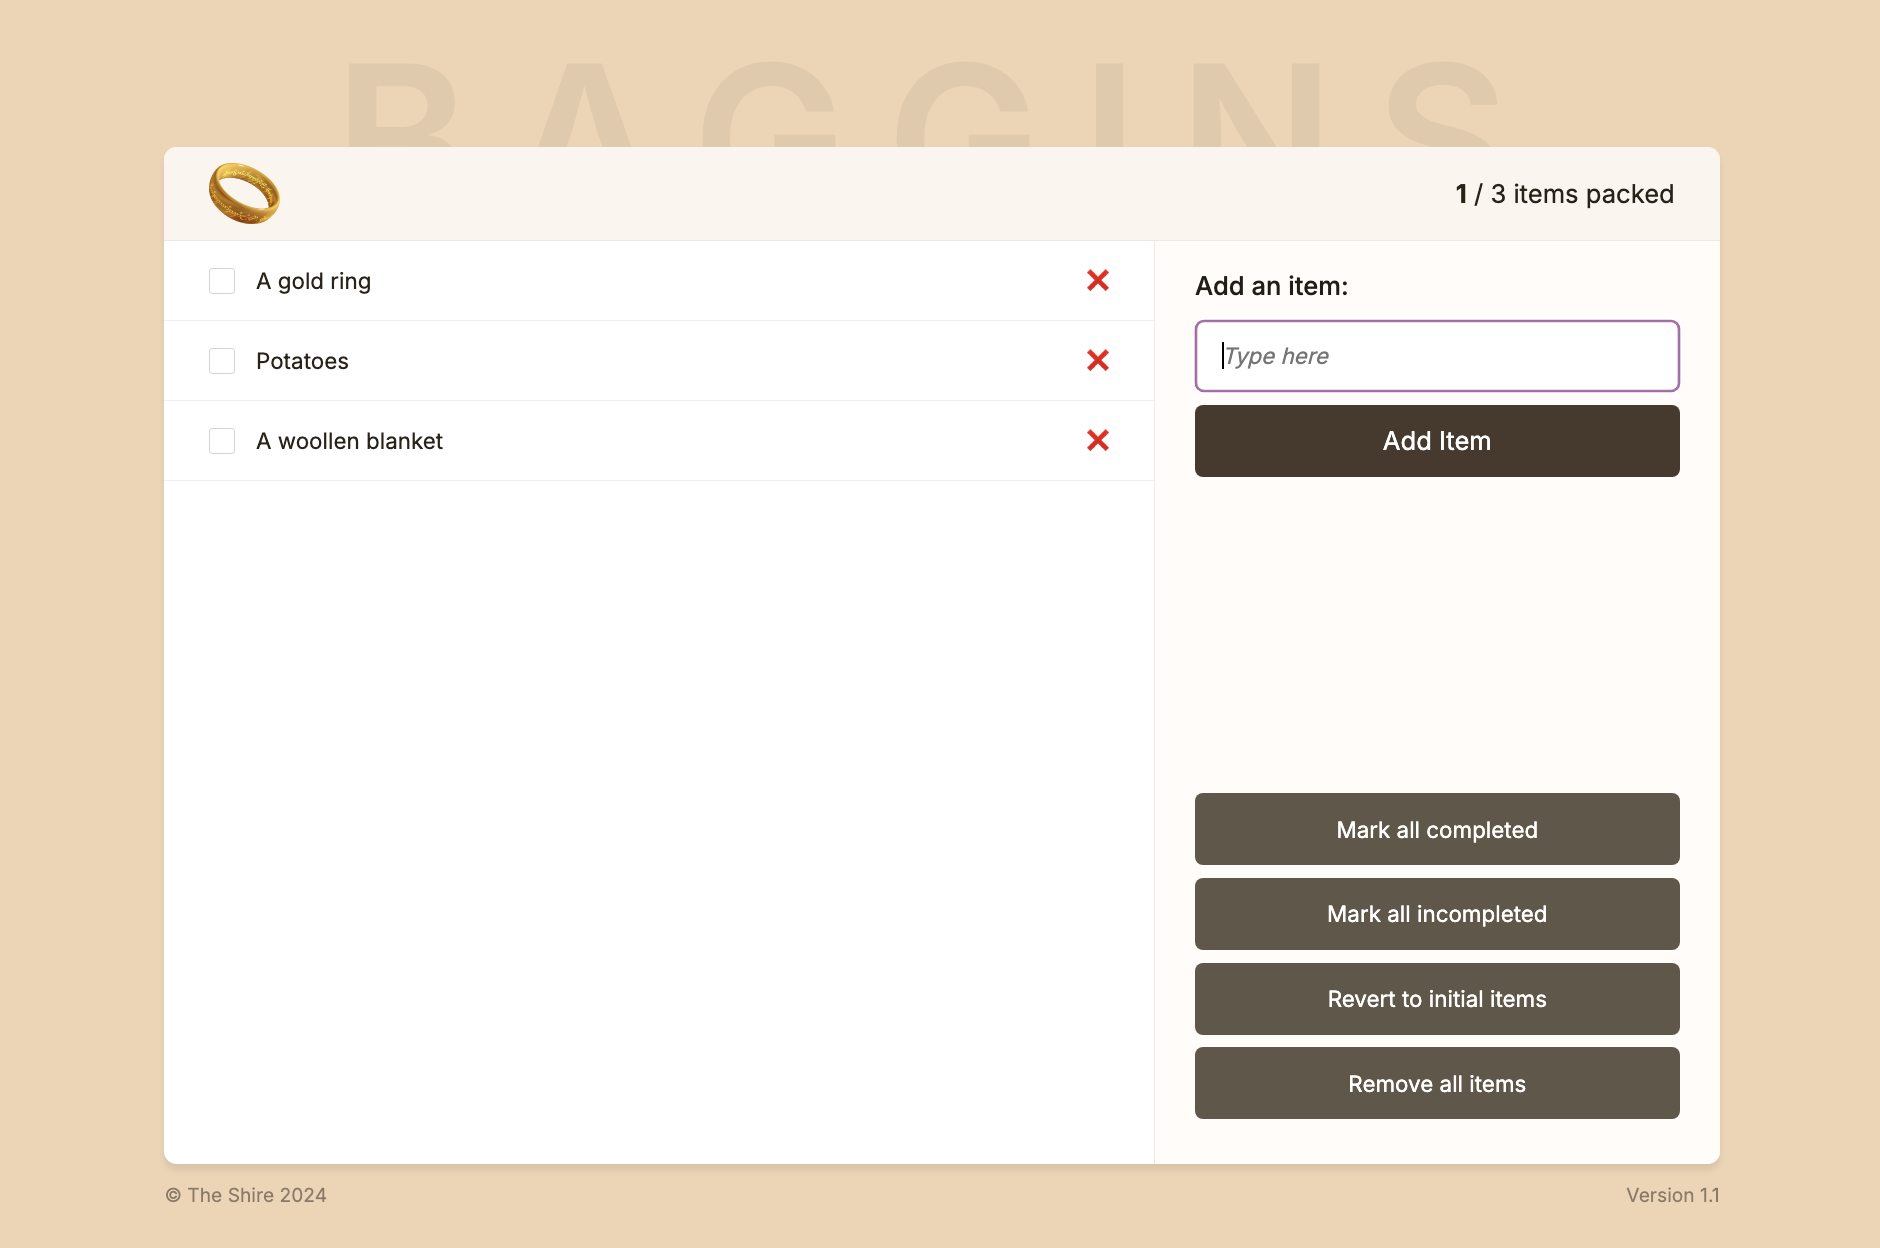 BAGGINS
1 / 3 items packed
A gold ring
Potatoes
A woollen blanket
Add an item:
Type here
Add Item
Mark all completed
Mark all incompleted
Revert to initial items
Remove all items
© The Shire 2024
Version 1.1